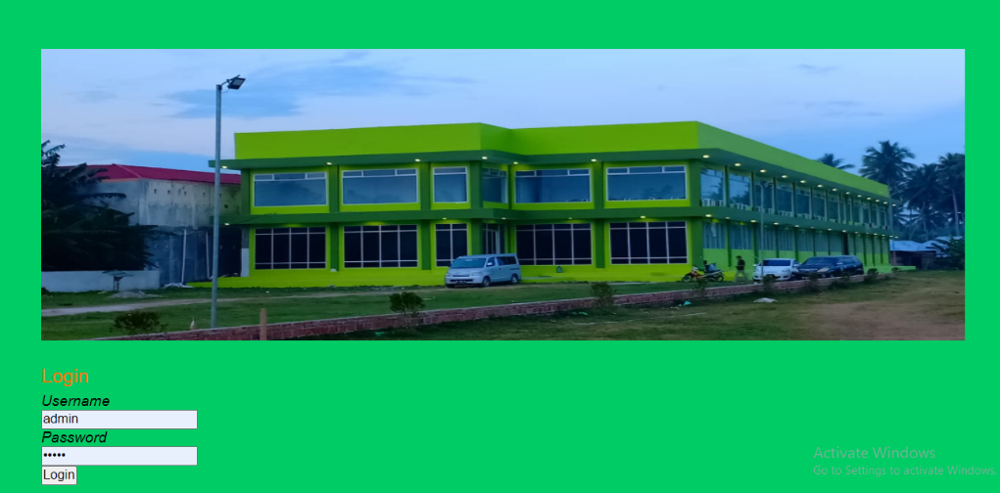 Login
Username
admin
Password
•••••
Login
Activate Windows
Go to Settings to activate Windows.